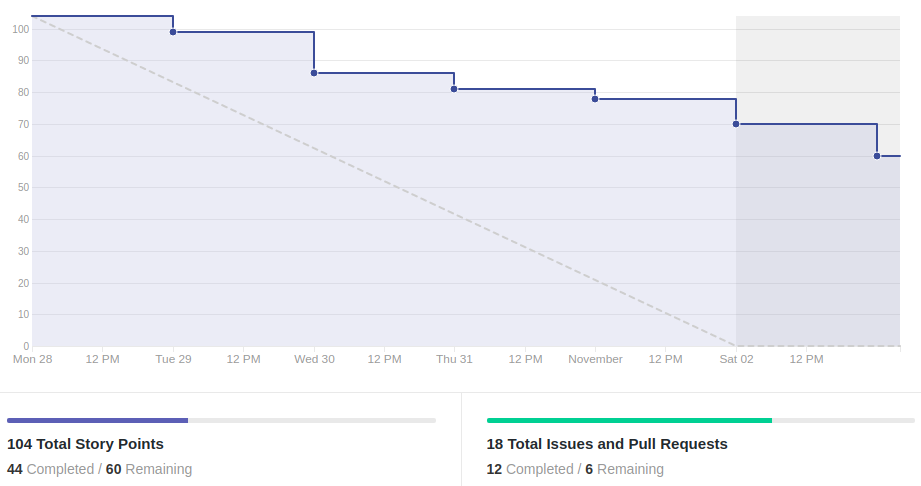 100
90
80
70
60
50
40
30
20
10
0
Mon 28 12 PM Tue 29 12 PM Wed 30 12 PM Thu 31 12 PM November 12 PM Sat 02 12 PM
104 Total Story Points
44 Completed / 60 Remaining
18 Total Issues and Pull Requests
12 Completed / 6 Remaining